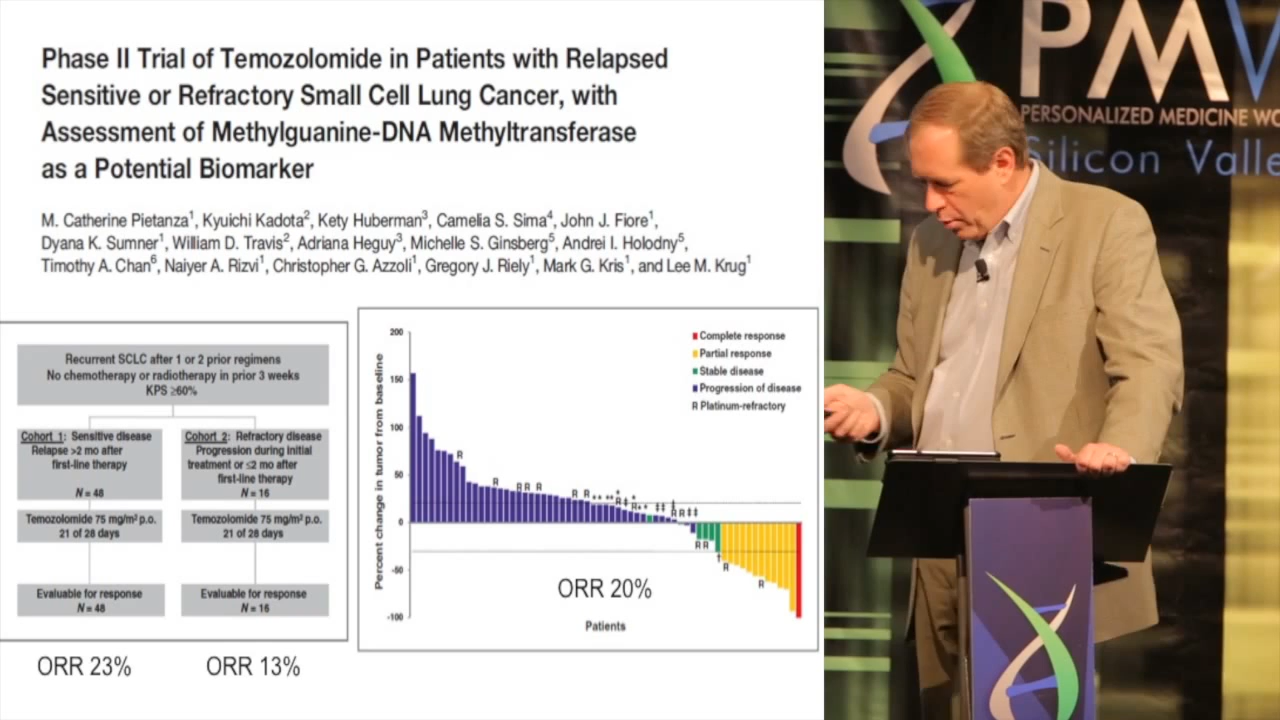 Phase II Trial of Temozolomide in Patients with Relapsed
Sensitive or Refractory Small Cell Lung Cancer, with
Assessment of Methylguanine-DNA Methyltransferase
as a Potential Biomarker
M. Catherine Pietanza1, Kyuichi Kadota2, Kety Huberman3, Camelia S. Sima4, John J. Fiore1,
Dyana K. Sumner1, William D. Travis2, Adriana Heguy3, Michelle S. Ginsberg5, Andrei I. Holodny5,
Timothy A. Chan6, Naiyer A. Rizvi1, Christopher G. Azzoli1, Gregory J. Riely1, Mark G. Kris1, and Lee M. Krug1
Recurrent SCLC after 1 or 2 prior regimens
No chemotherapy or radiotherapy in prior 3 weeks
KPS ≥60%
Cohort 1: Sensitive disease
Relapse >2 mo after
first-line therapy
N = 48
Cohort 2: Refractory disease
Progression during initial
treatment or ≤2 mo after
first-line therapy
N = 16
Temozolomide 75 mg/m² p.o.
21 of 28 days
Temozolomide 75 mg/m² p.o.
21 of 28 days
Evaluable for response
N = 48
Evaluable for response
N = 16
ORR 23%
ORR 13%
Percent change in tumor from baseline
200
150
100
50
0
-50
-100
Complete response
Partial response
Stable disease
Progression of disease
R Platinum-refractory
R
R
R R R
R R
R
R
R
R R
R R
R
R
ORR 20%
Patients
PMW
PERSONALIZED MEDICINE WO
Silicon Valle